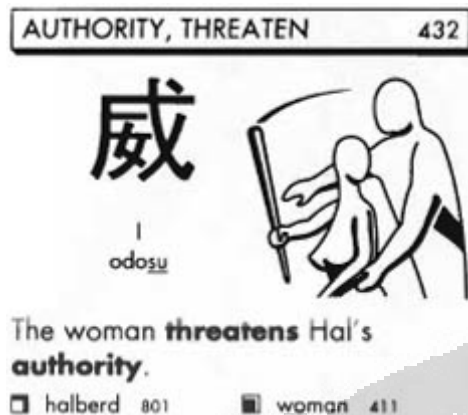 AUTHORITY, THREATEN 432
威
I
odosu
The woman threatens Hal's
authority.
halberd 801 woman 411